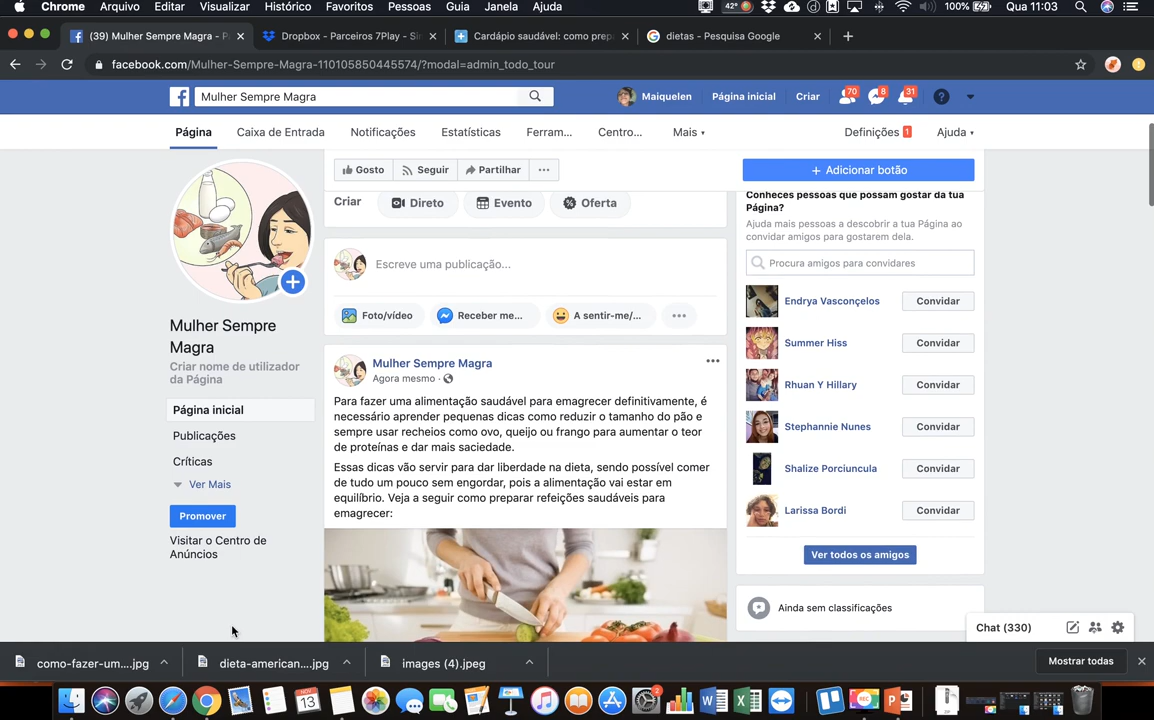 Chrome Arquivo Editar Visualizar Histórico Favoritos Pessoas Guia Janela Ajuda 42° 100% Qua 11:03
(39) Mulher Sempre Magra - P Dropbox - Parceiros 7Play - Si Cardápio saudável: como prep dietas - Pesquisa Google
facebook.com/Mulher-Sempre-Magra-110105850445574/?modal=admin_todo_tour
Mulher Sempre Magra Maiquelen Página inicial Criar 70 8 31
Página Caixa de Entrada Notificações Estatísticas Ferram... Centro... Mais Definições 1 Ajuda
Gosto Seguir Partilhar ... + Adicionar botão
Criar Direto Evento Oferta
Conheces pessoas que possam gostar da tua
Página?
Ajuda mais pessoas a descobrir a tua Página ao
convidar amigos para gostarem dela.
Procura amigos para convidares
Endrya Vasconçelos Convidar
Summer Hiss Convidar
Rhuan Y Hillary Convidar
Stephannie Nunes Convidar
Shalize Porciuncula Convidar
Larissa Bordi Convidar
Ver todos os amigos
Ainda sem classificações
Escreve uma publicação...
Foto/vídeo Receber me... A sentir-me/... ...
Mulher Sempre
Magra
Criar nome de utilizador
da Página
Página inicial
Publicações
Críticas
Ver Mais
Promover
Visitar o Centro de
Anúncios
Mulher Sempre Magra ...
Agora mesmo ·
Para fazer uma alimentação saudável para emagrecer definitivamente, é
necessário aprender pequenas dicas como reduzir o tamanho do pão e
sempre usar recheios como ovo, queijo ou frango para aumentar o teor
de proteínas e dar mais saciedade.
Essas dicas vão servir para dar liberdade na dieta, sendo possível comer
de tudo um pouco sem engordar, pois a alimentação vai estar em
equilíbrio. Veja a seguir como preparar refeições saudáveis para
emagrecer:
Chat (330)
como-fazer-um....jpg dieta-american....jpg images (4).jpeg Mostrar todas
NOV 13 2